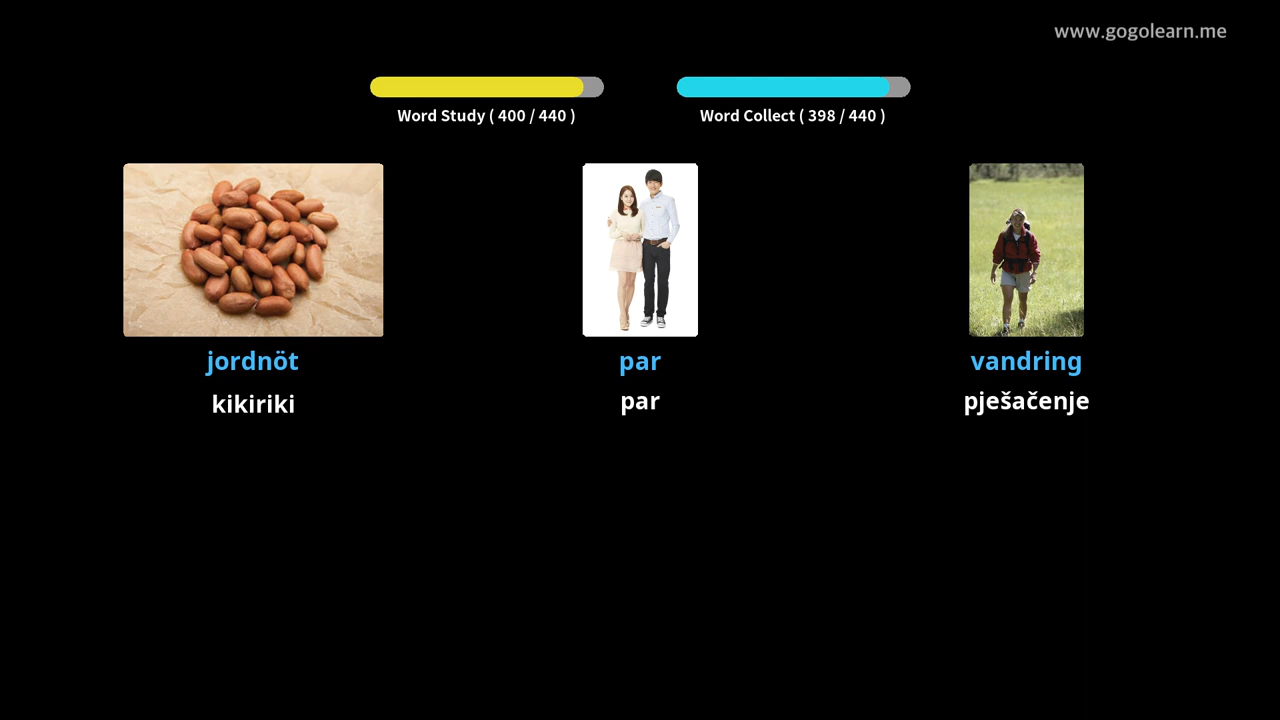 www.gogolearn.me
Word Study ( 400 / 440 )
Word Collect ( 398 / 440 )
jordnöt
par
vandring
kikiriki
par
pješačenje